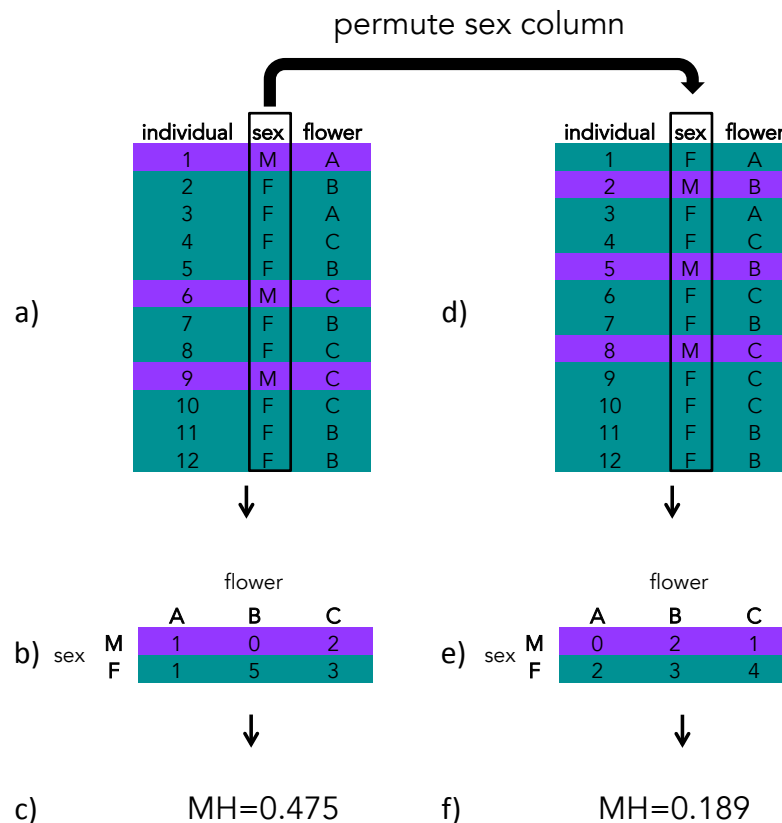 permute sex column
individual sex flower
1 M A
2 F B
3 F A
4 F C
5 F B
6 M C
7 F B
8 F C
9 M C
10 F C
11 F B
12 F B
a)
individual sex flower
1 F A
2 M B
3 F A
4 F C
5 M B
6 F C
7 F B
8 M C
9 F C
10 F C
11 F B
12 F B
d)
flower
A B C
b) sex M 1 0 2
F 1 5 3
flower
A B C
e) sex M 0 2 1
F 2 3 4
c) MH=0.475
f) MH=0.189